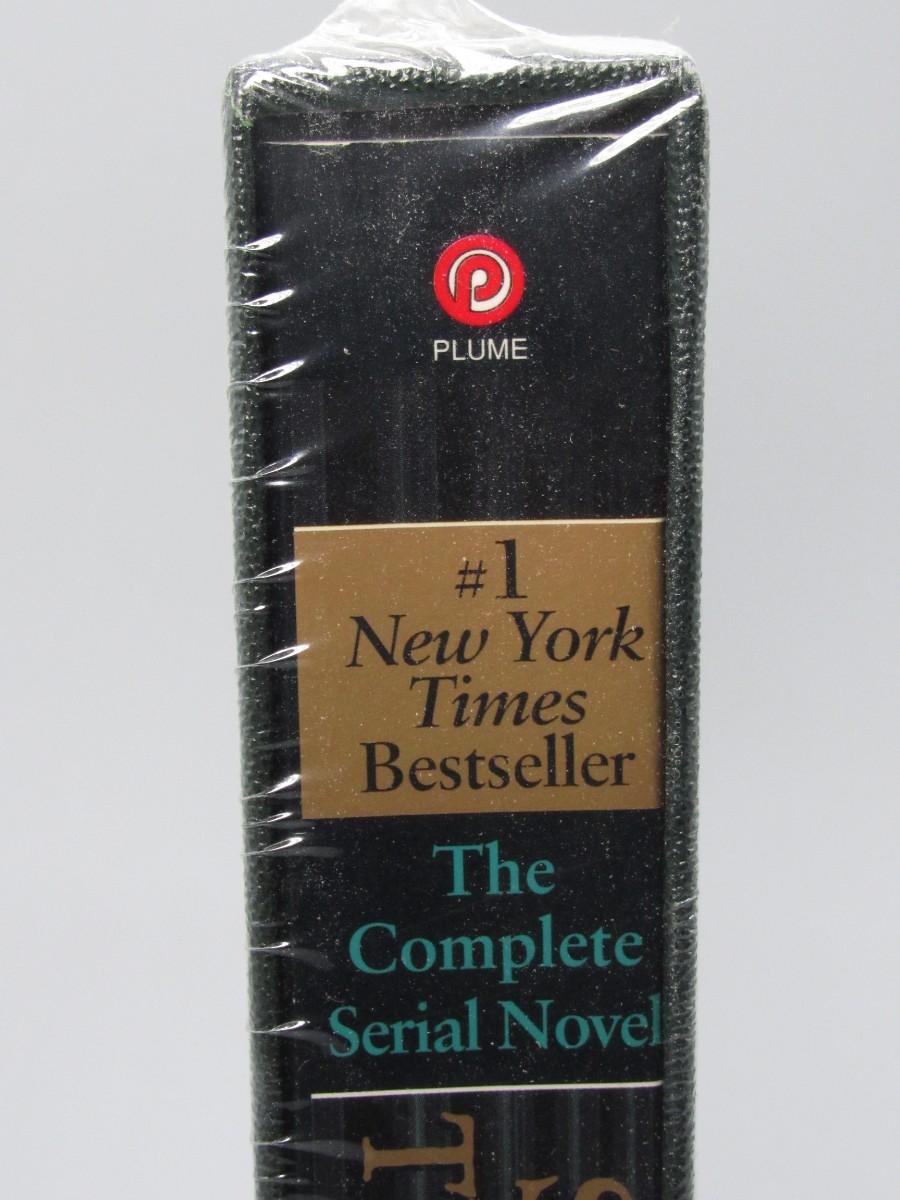 PLUME
#1
New York
Times
Bestseller
The
Complete
Serial Novel